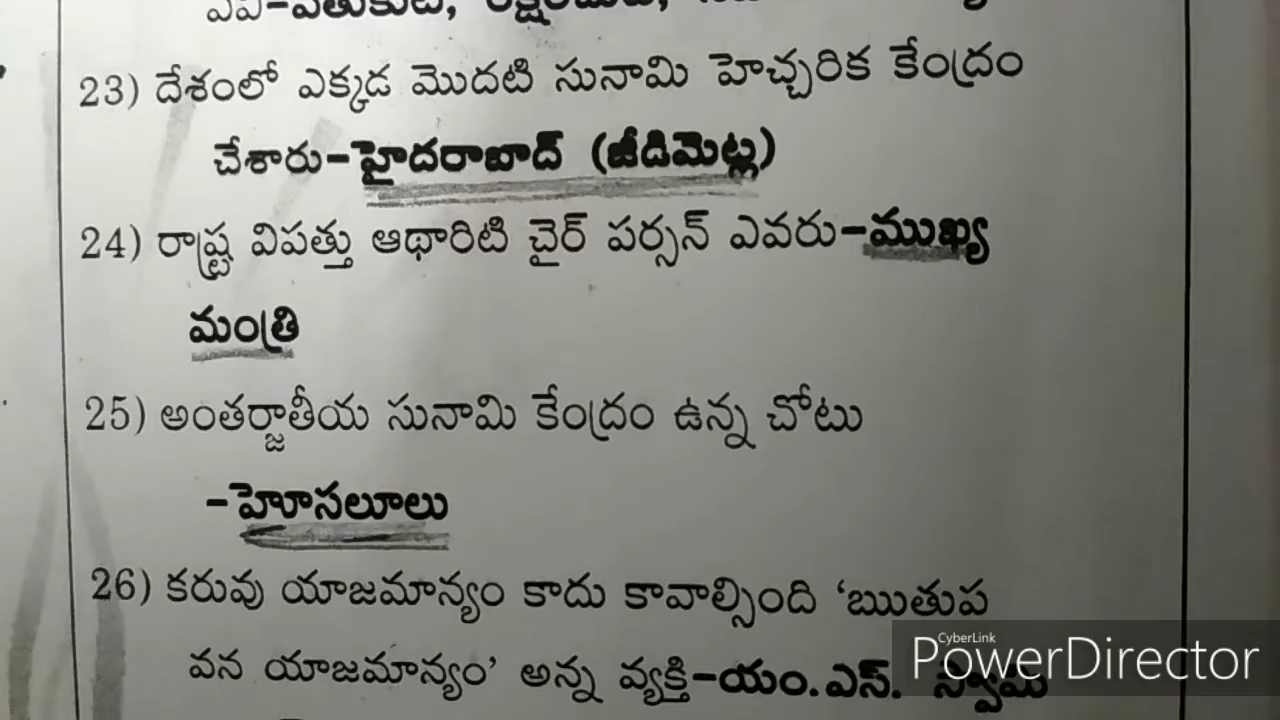 23) దేశంలో ఎక్కడ మొదటి సునామి హెచ్చరిక కేంద్రం
చేశారు-హైదరాబాద్ (జీడిమెట్ల)
24) రాష్ట్ర విపత్తు ఆథారిటి చైర్ పర్సన్ ఎవరు-ముఖ్య
మంత్రి
25) అంతర్జాతీయ సునామి కేంద్రం ఉన్న చోటు
-హెూసలూలు
26) కరువు యాజమాన్యం కాదు కావాల్సింది ‘ఋతుప
వన యాజమాన్యం’ అన్న వ్యక్తి-యం.ఎస్. స్వామి
CyberLink
PowerDirector